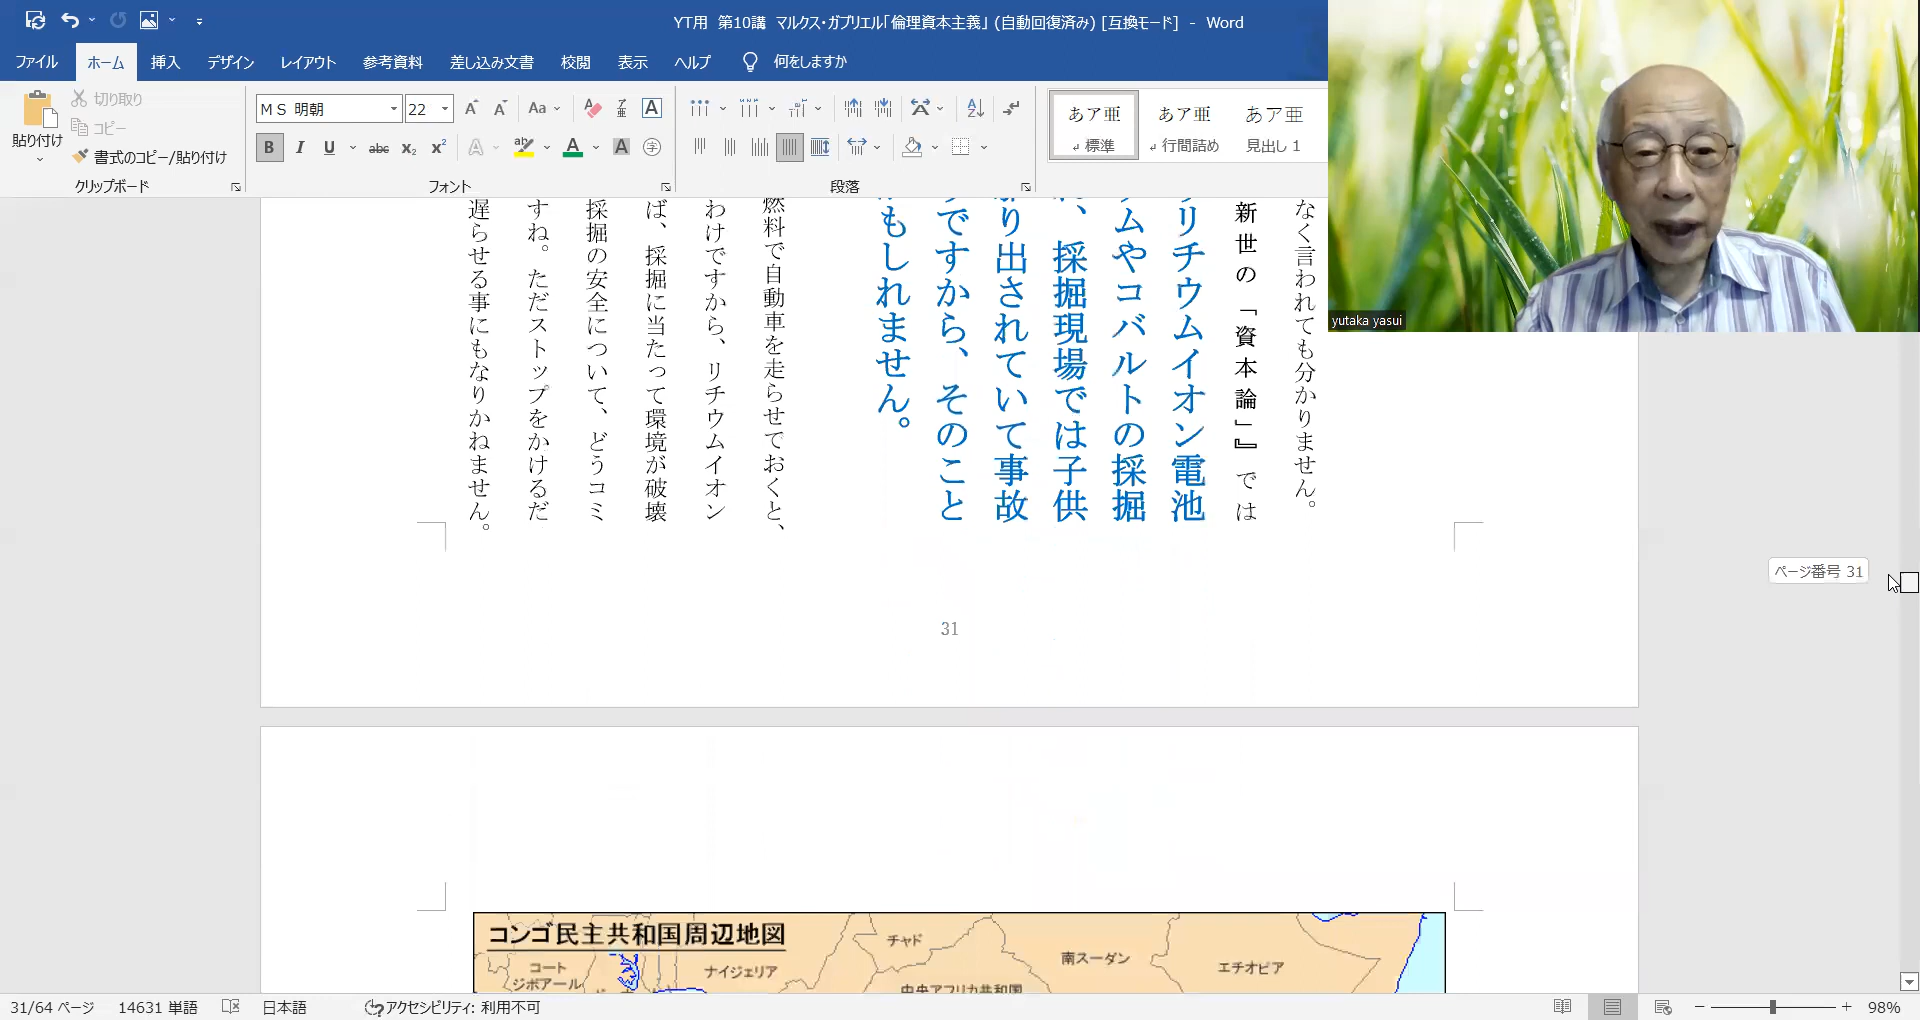 YT用 第10講 マルクス・ガブリエル「倫理資本主義」 (自動回復済み) [互換モード] - Word
ファイル ホーム 挿入 デザイン レイアウト 参考資料 差し込み文書 校閲 表示 ヘルプ 何をしますか
貼り付け
切り取り
コピー
書式のコピー/貼り付け
クリップボード
MS 明朝 22
フォント
段落
あア亜 標準
あア亜 行間詰め
あア亜 見出し 1
yutaka yasui
なく言われても分かりません。
新世の「資本論」』では
リチウムイオン電池
ムやコバルトの採掘
、採掘現場では子供
り出されていて事故
ですから、そのこと
もしれません。
燃料で自動車を走らせておくと、
わけですから、リチウムイオン
ば、採掘に当たって環境が破壊
採掘の安全について、どうコミ
すね。ただストップをかけるだ
遅らせる事にもなりかねません。
ページ番号 31
31
コンゴ民主共和国周辺地図
チャド
南スーダン
エチオピア
コート
ジボアール
ナイジェリア
中央アフリカ共和国
31/64 ページ 14631 単語 日本語 アクセシビリティ: 利用不可 98%